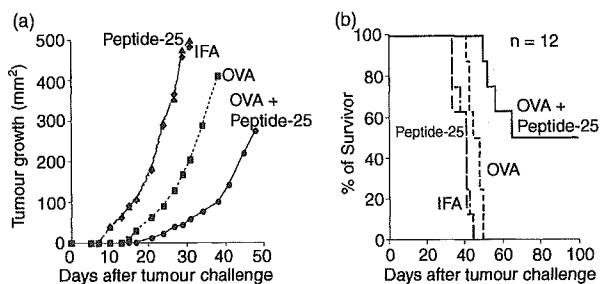 (a)
Tumour growth (mm²)
500
400
300
200
100
0
Peptide-25
IFA
OVA
OVA +
Peptide-25
0 10 20 30 40 50
Days after tumour challenge
(b)
n = 12
% of Survivor
100
80
60
40
20
0
OVA +
Peptide-25
Peptide-25
OVA
IFA
0 20 40 60 80 100
Days after tumour challenge